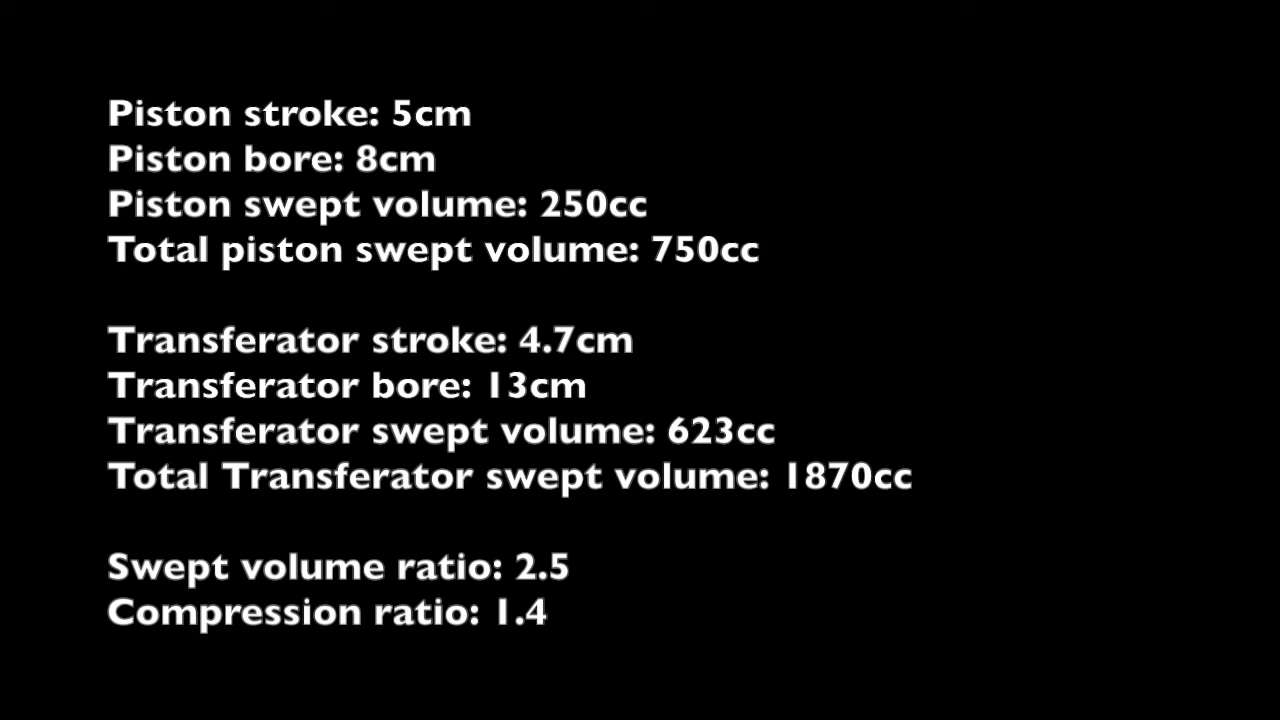 Piston stroke: 5cm
Piston bore: 8cm
Piston swept volume: 250cc
Total piston swept volume: 750cc
Transferator stroke: 4.7cm
Transferator bore: 13cm
Transferator swept volume: 623cc
Total Transferator swept volume: 1870cc
Swept volume ratio: 2.5
Compression ratio: 1.4